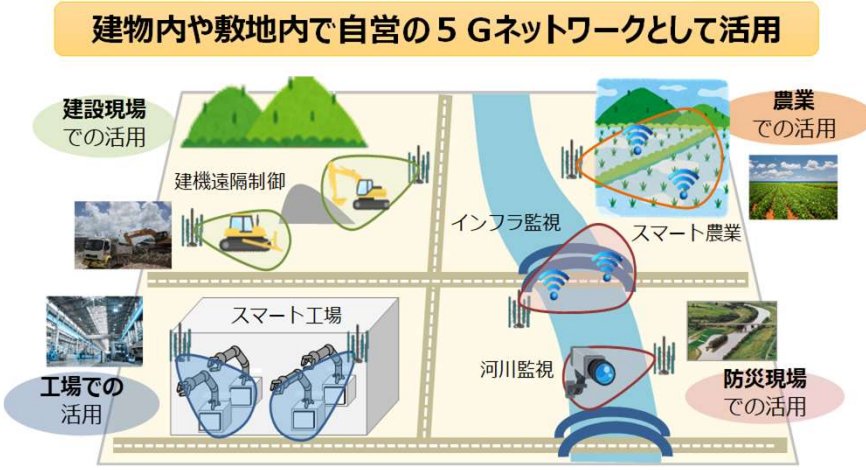 建物内や敷地内で自営の5Gネットワークとして活用
建設現場
での活用
農業
での活用
建機遠隔制御
インフラ監視
スマート農業
スマート工場
工場での
活用
河川監視
防災現場
での活用